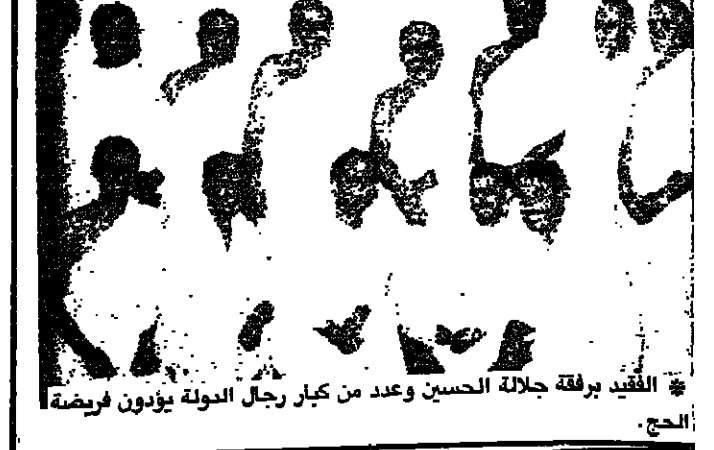 ❋ الفقيد برفقة جلالة الحسين وعدد من كبار رجال الدولة يؤدون فريضة
الحج.